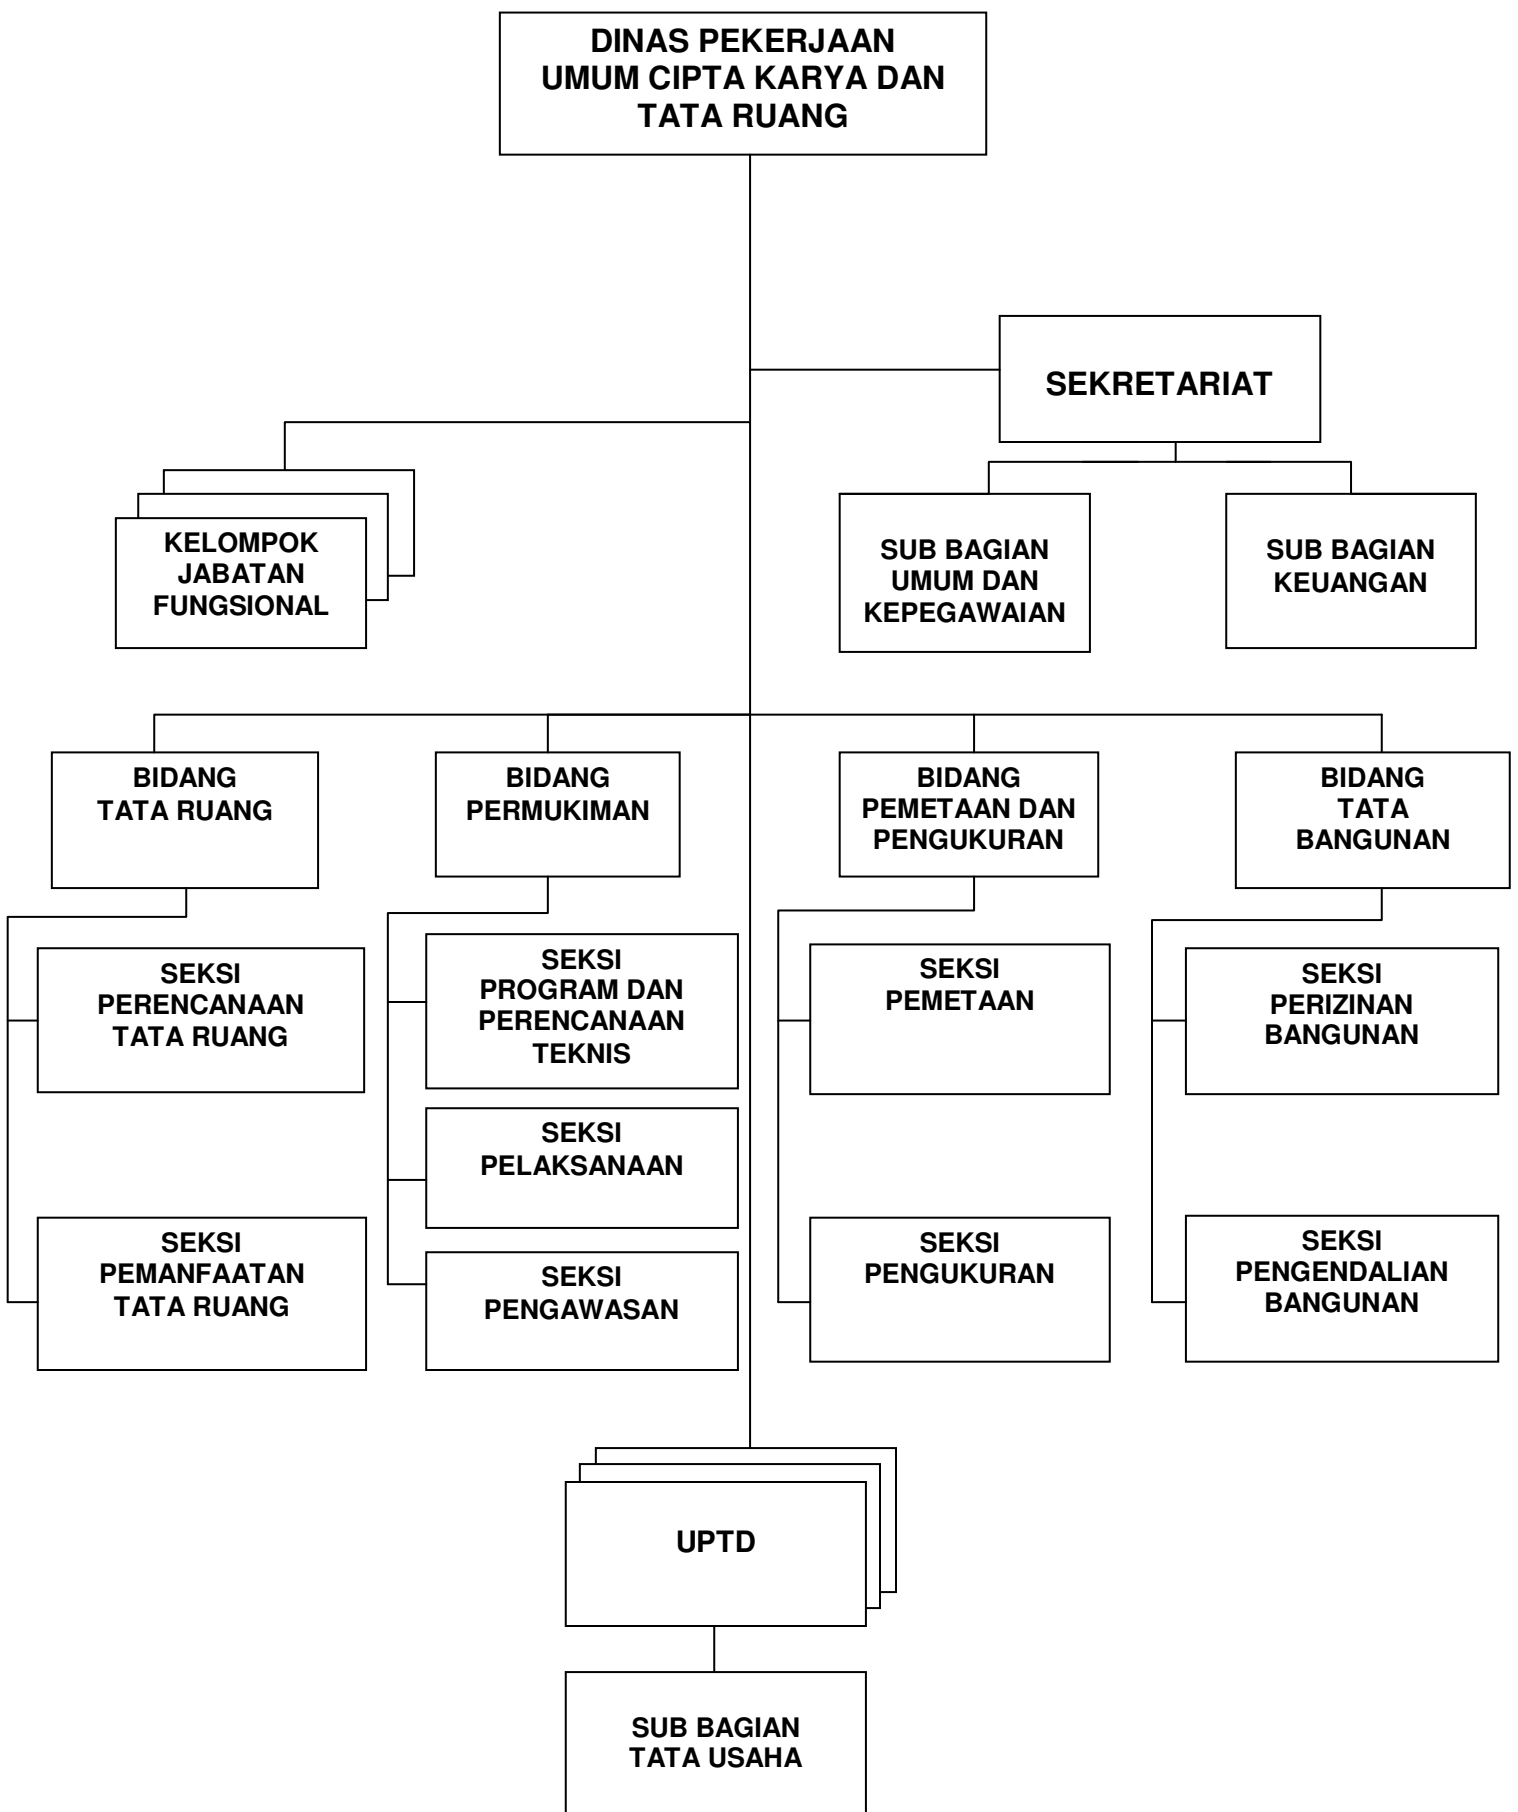 DINAS PEKERJAAN
UMUM CIPTA KARYA DAN
TATA RUANG
SEKRETARIAT
KELOMPOK
JABATAN
FUNGSIONAL
SUB BAGIAN
UMUM DAN
KEPEGAWAIAN
SUB BAGIAN
KEUANGAN
BIDANG
TATA RUANG
BIDANG
PERMUKIMAN
BIDANG
PEMETAAN DAN
PENGUKURAN
BIDANG
TATA
BANGUNAN
SEKSI
PERENCANAAN
TATA RUANG
SEKSI
PROGRAM DAN
PERENCANAAN
TEKNIS
SEKSI
PEMETAAN
SEKSI
PERIZINAN
BANGUNAN
SEKSI
PELAKSANAAN
SEKSI
PEMANFAATAN
TATA RUANG
SEKSI
PENGAWASAN
SEKSI
PENGUKURAN
SEKSI
PENGENDALIAN
BANGUNAN
UPTD
SUB BAGIAN
TATA USAHA